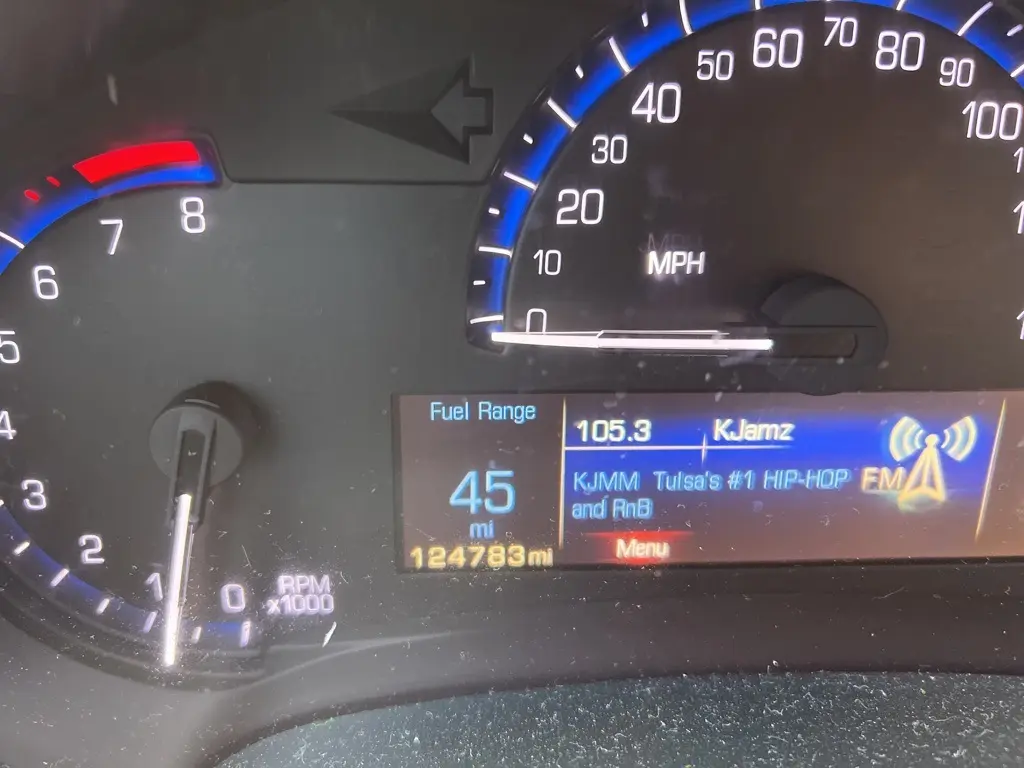 8
7
6
5
4
3
2
1
0
RPM
x1000
0
10
20
30
40
50
60
70
80
90
100
MPH
Fuel Range
45
mi
124783 mi
105.3 KJamz
KJMM Tulsa's #1 HIP-HOP
and RnB
FM
Menu